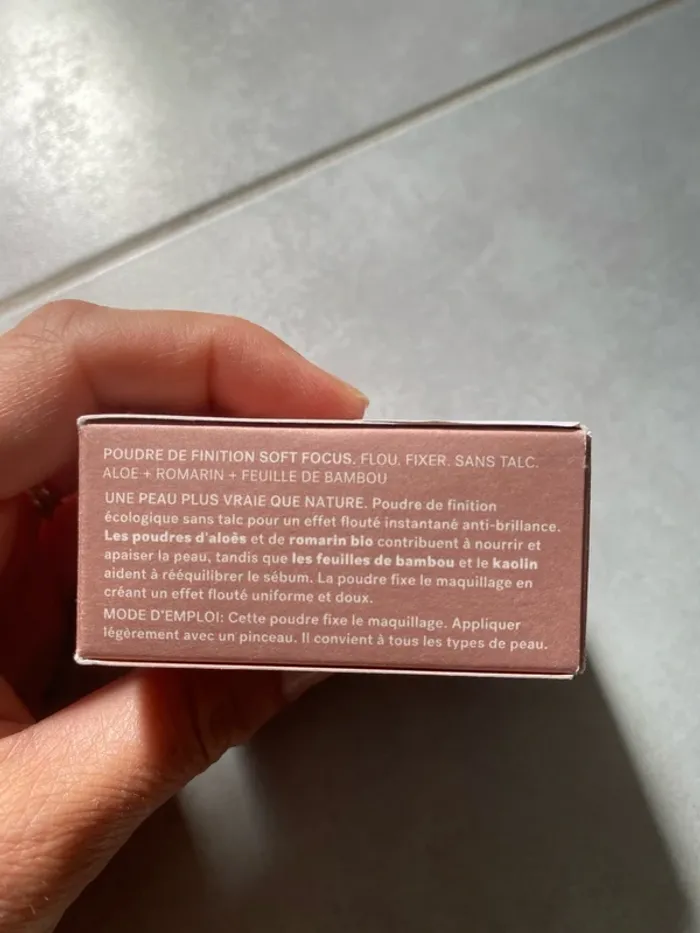 POUDRE DE FINITION SOFT FOCUS. FLOU. FIXER. SANS TALC.
ALOE + ROMARIN + FEUILLE DE BAMBOU
UNE PEAU PLUS VRAIE QUE NATURE. Poudre de finition
écologique sans talc pour un effet flouté instantané anti-brillance.
Les poudres d'aloès et de romarin bio contribuent à nourrir et
apaiser la peau, tandis que les feuilles de bambou et le kaolin
aident à rééquilibrer le sébum. La poudre fixe le maquillage en
créant un effet flouté uniforme et doux.
MODE D'EMPLOI: Cette poudre fixe le maquillage. Appliquer
légèrement avec un pinceau. Il convient à tous les types de peau.